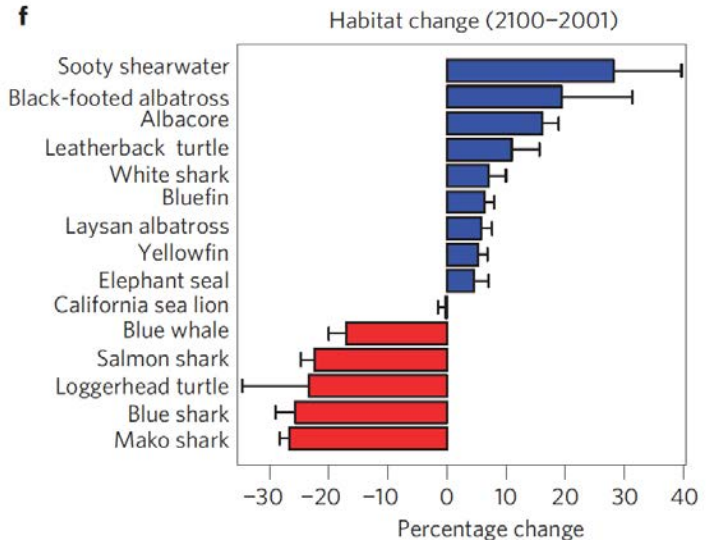 f
Habitat change (2100–2001)
Sooty shearwater
Black-footed albatross
Albacore
Leatherback turtle
White shark
Bluefin
Laysan albatross
Yellowfin
Elephant seal
California sea lion
Blue whale
Salmon shark
Loggerhead turtle
Blue shark
Mako shark
−30 −20 −10 0 10 20 30 40
Percentage change